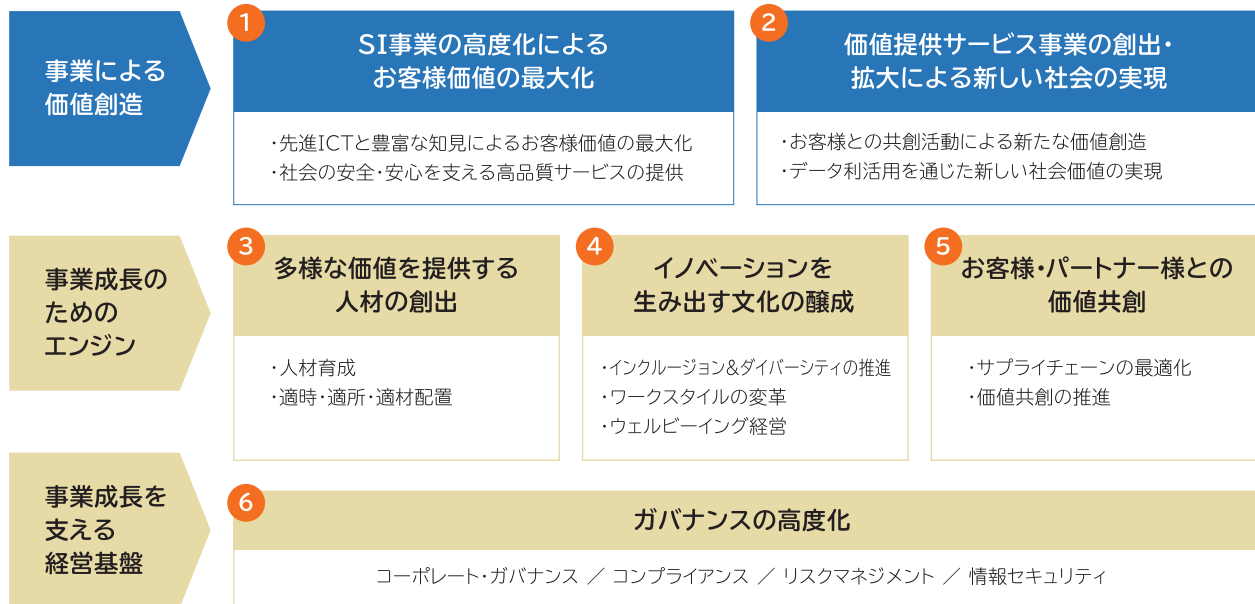 事業による
価値創造
1
SI事業の高度化による
お客様価値の最大化
・先進ICTと豊富な知見によるお客様価値の最大化
・社会の安全・安心を支える高品質サービスの提供
2
価値提供サービス事業の創出・
拡大による新しい社会の実現
・お客様との共創活動による新たな価値創造
・データ利活用を通じた新しい社会価値の実現
事業成長の
ための
エンジン
3
多様な価値を提供する
人材の創出
・人材育成
・適時・適所・適材配置
4
イノベーションを
生み出す文化の醸成
・インクルージョン&ダイバーシティの推進
・ワークスタイルの変革
・ウェルビーイング経営
5
お客様・パートナー様との
価値共創
・サプライチェーンの最適化
・価値共創の推進
事業成長を
支える
経営基盤
6
ガバナンスの高度化
コーポレート・ガバナンス ／ コンプライアンス ／ リスクマネジメント ／ 情報セキュリティ